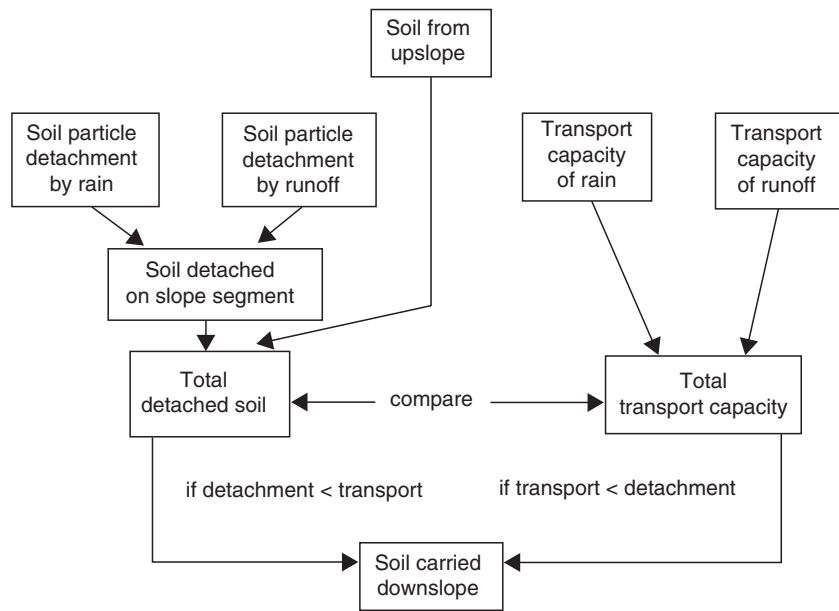 Soil from
upslope
Soil particle
detachment
by rain
Soil particle
detachment
by runoff
Transport
capacity
of rain
Transport
capacity
of runoff
Soil detached
on slope segment
Total
detached soil
compare
Total
transport capacity
if detachment < transport
if transport < detachment
Soil carried
downslope